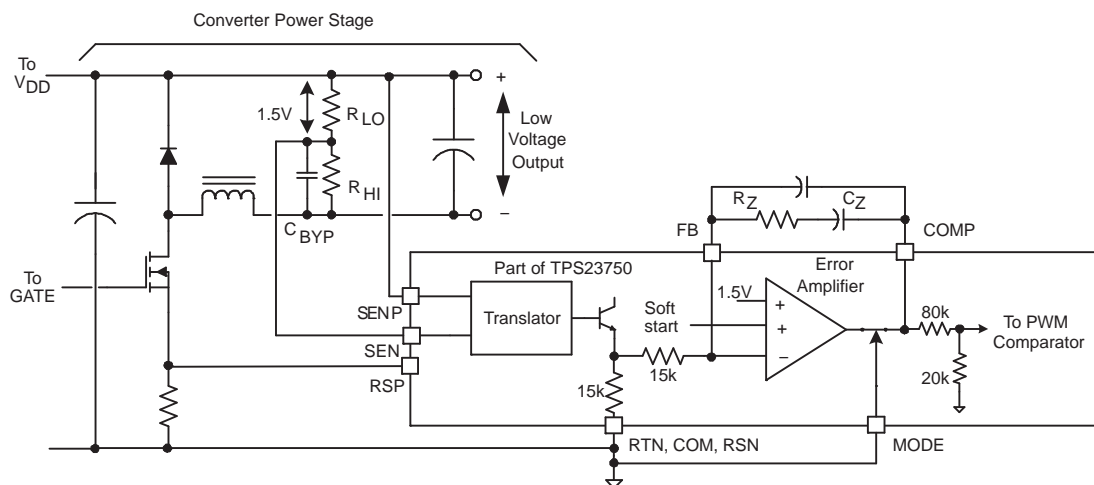 Converter Power Stage
To
VDD
1.5V
RLO
Low
Voltage
Output
+
−
RHI
CBYP
To
GATE
RZ
CZ
FB
COMP
Part of TPS23750
Error
Amplifier
SENP
Translator
Soft
start
1.5V
+
+
−
80k
To PWM
Comparator
SEN
RSP
15k
15k
20k
RTN, COM, RSN
MODE